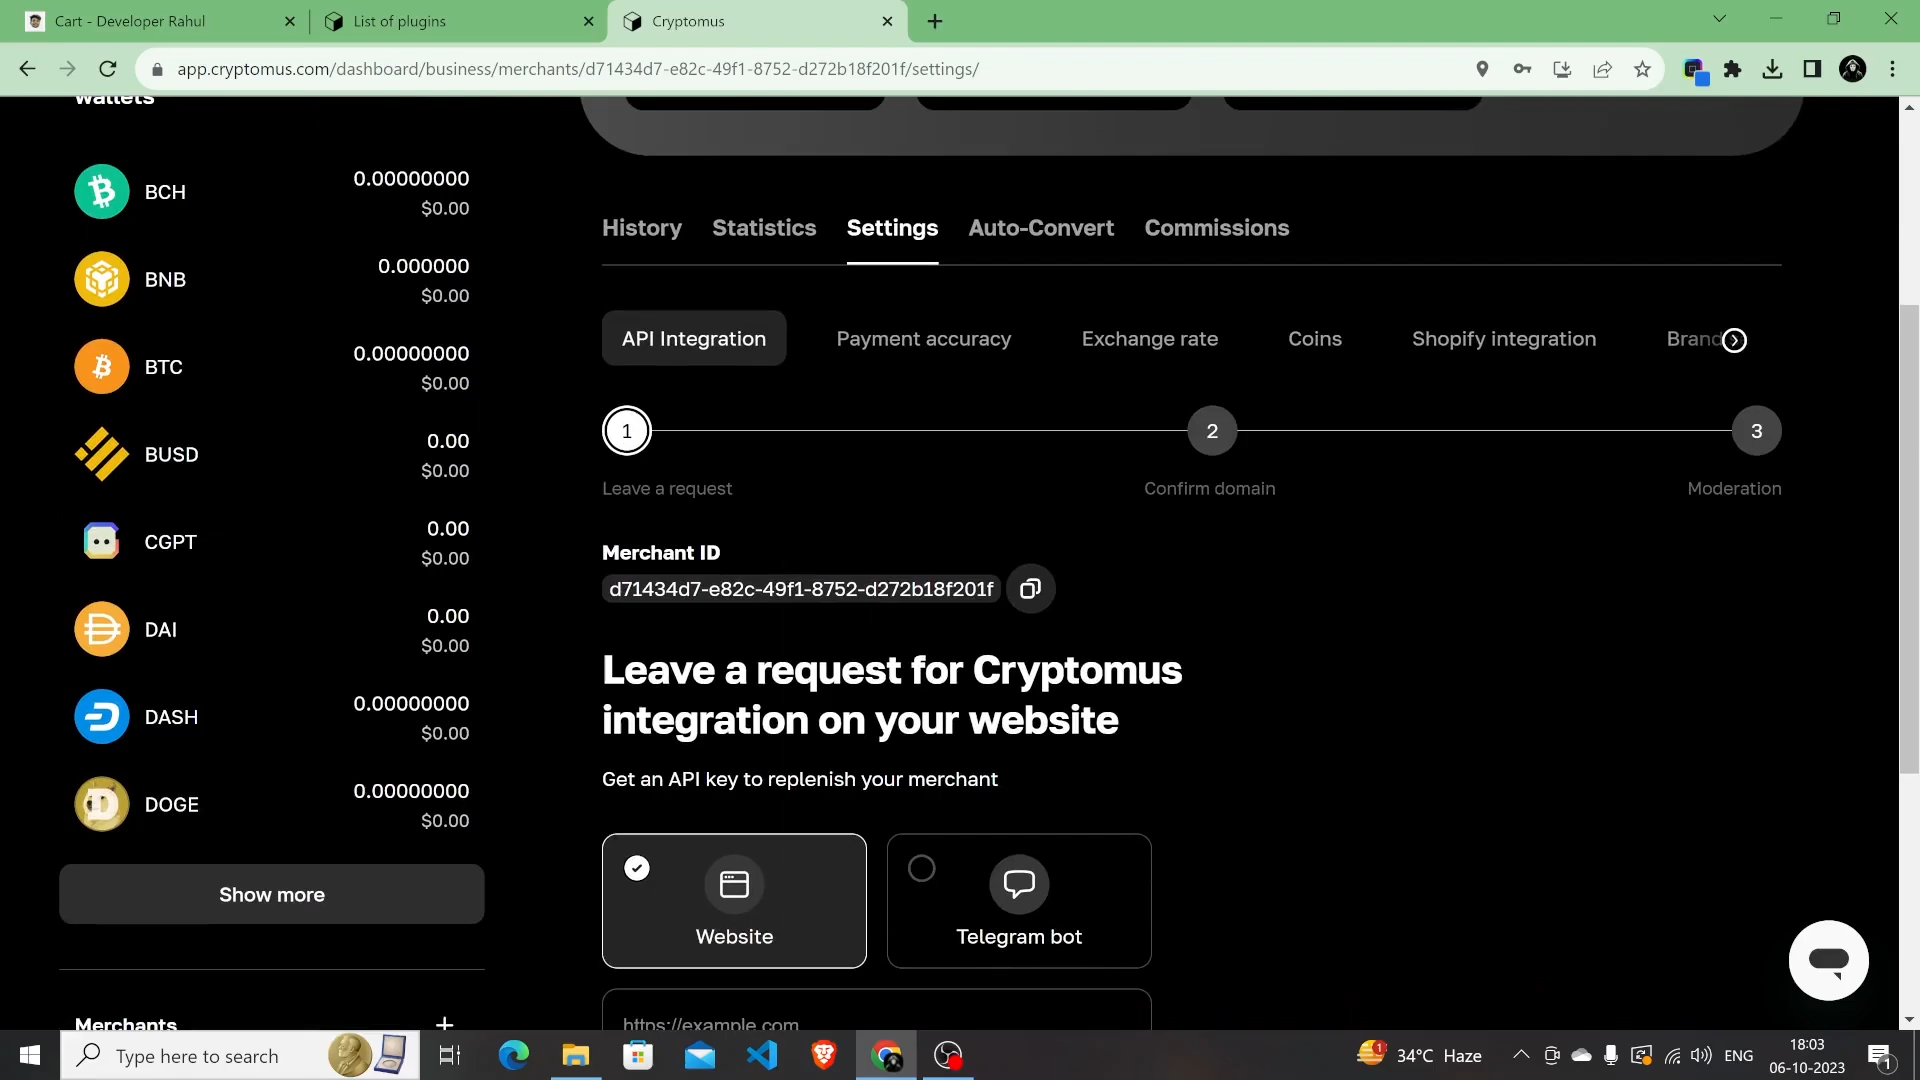 Cart - Developer Rahul
List of plugins
Cryptomus
app.cryptomus.com/dashboard/business/merchants/d71434d7-e82c-49f1-8752-d272b18f201f/settings/
Wallets
BCH
0.00000000
$0.00
BNB
0.000000
$0.00
BTC
0.00000000
$0.00
BUSD
0.00
$0.00
CGPT
0.00
$0.00
DAI
0.00
$0.00
DASH
0.00000000
$0.00
DOGE
0.00000000
$0.00
Show more
Merchants
History Statistics Settings Auto-Convert Commissions
API Integration Payment accuracy Exchange rate Coins Shopify integration Brand
1 2 3
Leave a request Confirm domain Moderation
Merchant ID
d71434d7-e82c-49f1-8752-d272b18f201f
Leave a request for Cryptomus
integration on your website
Get an API key to replenish your merchant
Website
Telegram bot
https://example.com
Type here to search
1
34°C Haze
ENG
18:03
06-10-2023
1